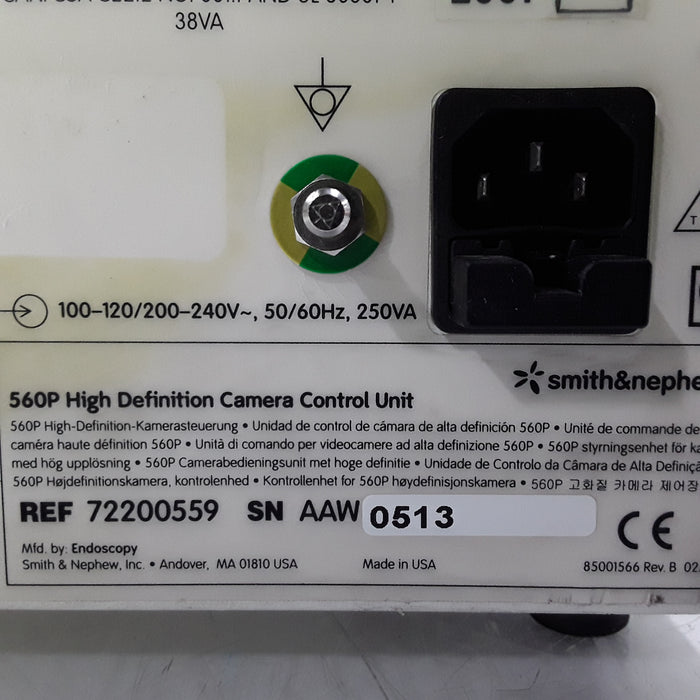 38VA
100–120/200–240V~, 50/60Hz, 250VA
smith&nephe
560P High Definition Camera Control Unit
560P High-Definition-Kamerasteuerung • Unidad de control de cámara de alta definición 560P • Unité de commande de
caméra haute définition 560P • Unità di comando per videocamere ad alta definizione 560P • 560P styrningsenhet för ka
med hög upplösning • 560P Camerabedieningsunit met hoge definitie • Unidade de Controlo da Câmara de Alta Definiçã
560P Højdefinitionskamera, kontrolenhed • Kontrollenhet for 560P høydefinisjonskamera • 560P 고화질 카메라 제어장
REF 72200559 SN AAW 0513
CE
Mfd. by: Endoscopy
Smith & Nephew, Inc. • Andover, MA 01810 USA Made in USA 85001566 Rev. B 02